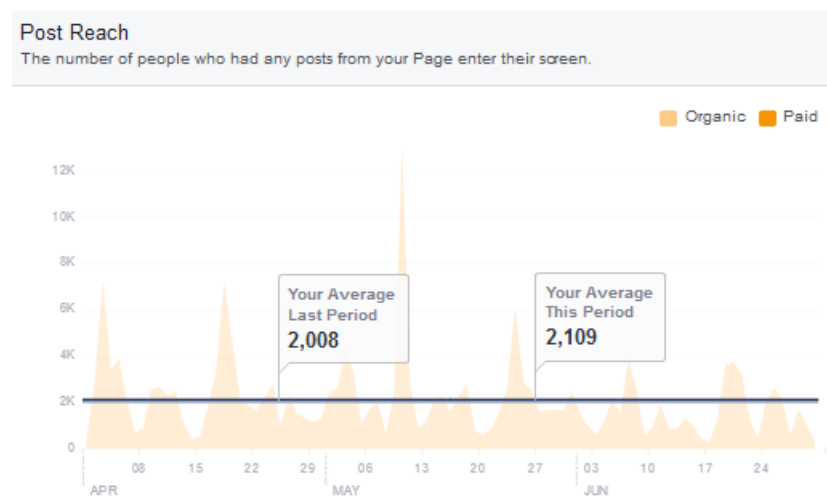 Post Reach
The number of people who had any posts from your Page enter their screen.
Organic Paid
12K
10K
8K
6K
4K
2K
0
Your Average
Last Period
2,008
Your Average
This Period
2,109
08 15 22 29 06 13 20 27 03 10 17 24
APR MAY JUN